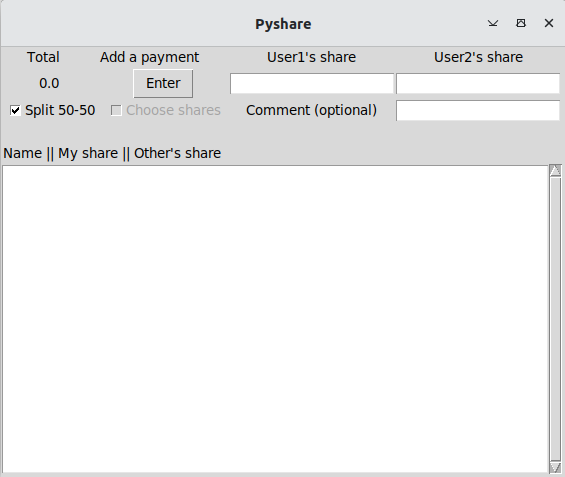 Pyshare
Total Add a payment User1's share User2's share
0.0 Enter
Split 50-50 Choose shares Comment (optional)
Name || My share || Other's share